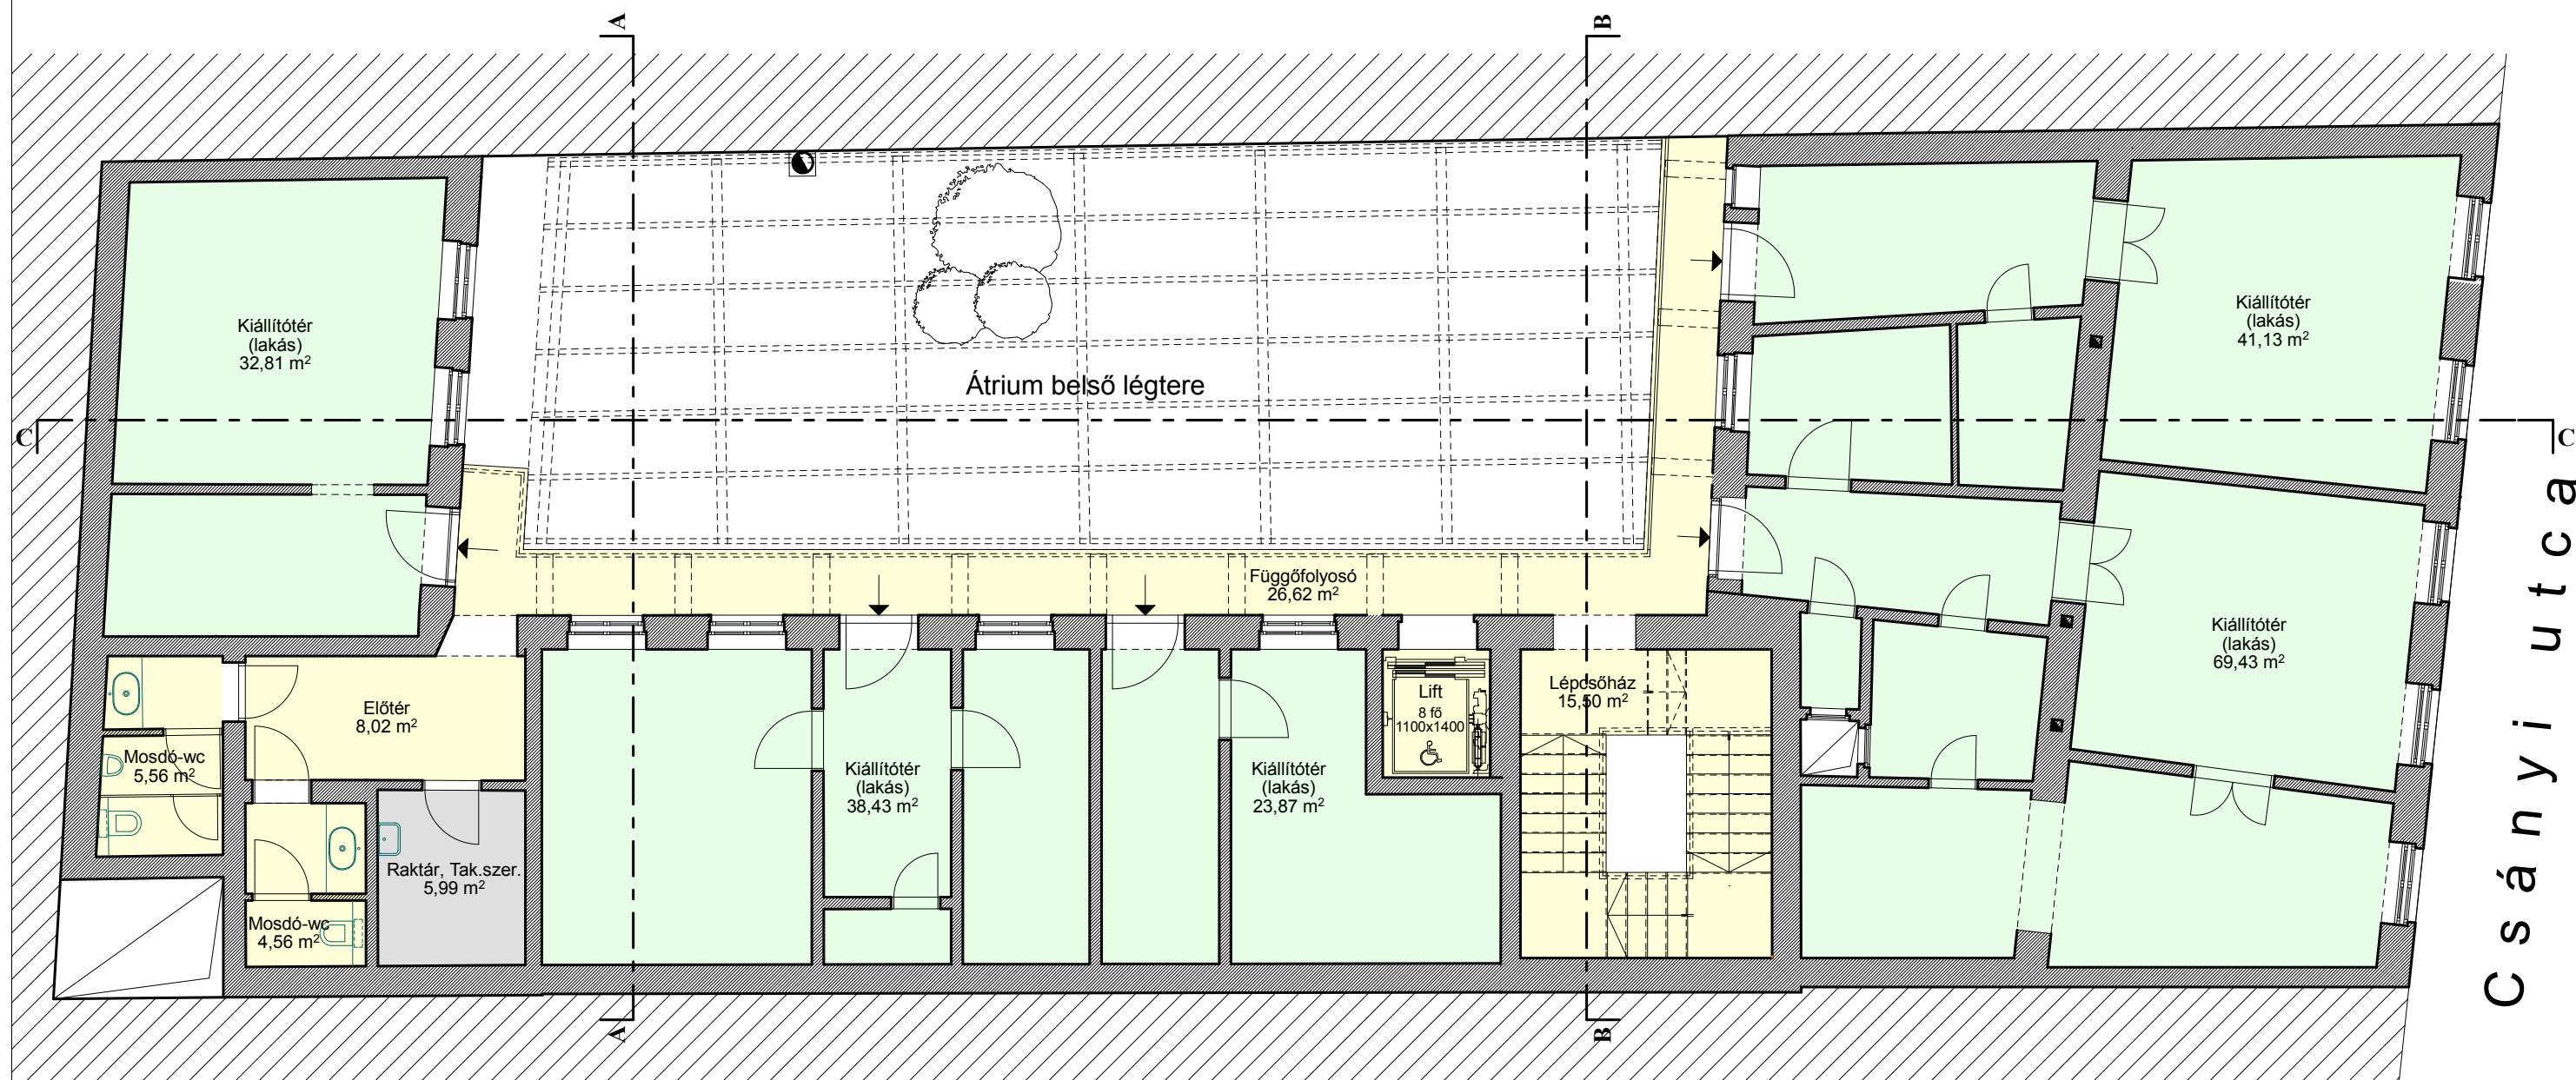 A
B
Kiállítótér
(lakás)
32,81 m²
Kiállítótér
(lakás)
41,13 m²
Átrium belső légtere
C
C
Függőfolyosó
26,62 m²
Kiállítótér
(lakás)
69,43 m²
Csányi utca
Előtér
8,02 m²
Mosdó-wc
5,56 m²
Lift
8 fő
1100x1400
Lépcsőház
15,50 m²
Kiállítótér
(lakás)
38,43 m²
Kiállítótér
(lakás)
23,87 m²
Raktár, Tak.szer.
5,99 m²
Mosdó-wc
4,56 m²
A
B